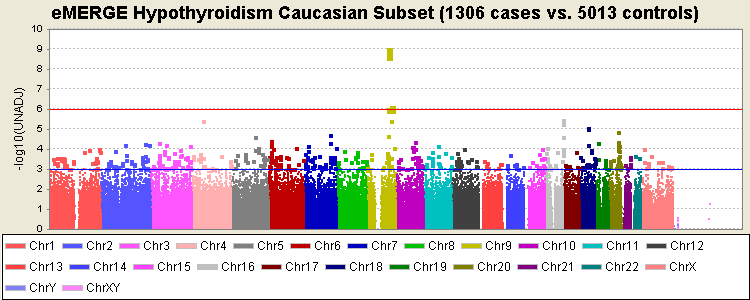 eMERGE Hypothyroidism Caucasian Subset (1306 cases vs. 5013 controls)
10
9
8
7
6
5
4
3
2
1
0
-log10(UNADJ)
Chr1 Chr2 Chr3 Chr4 Chr5 Chr6 Chr7 Chr8 Chr9 Chr10 Chr11 Chr12
Chr13 Chr14 Chr15 Chr16 Chr17 Chr18 Chr19 Chr20 Chr21 Chr22 ChrX
ChrY ChrXY